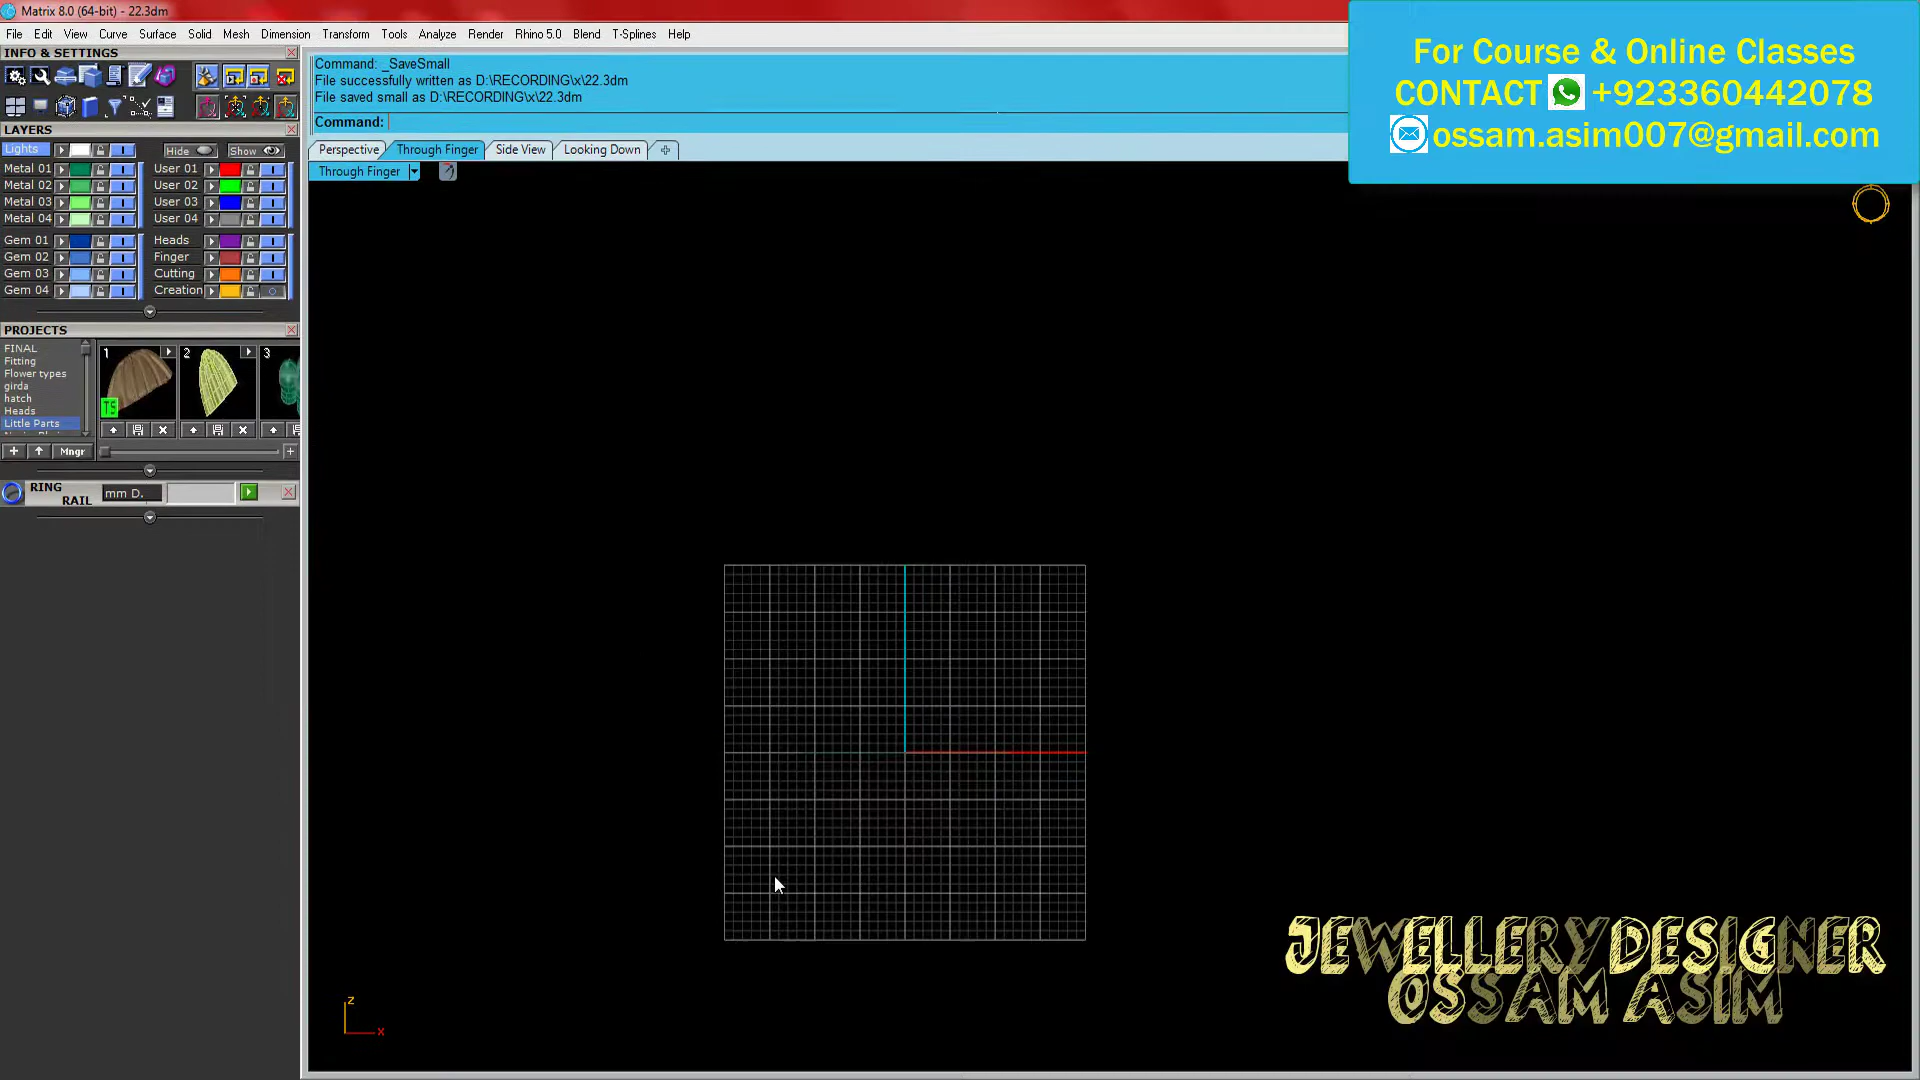 Matrix 8.0 (64-bit) - 22.3dm
File Edit View Curve Surface Solid Mesh Dimension Transform Tools Analyze Render Rhino 5.0 Blend T-Splines Help
INFO & SETTINGS
Command: _SaveSmall
File successfully written as D:\RECORDING\x\22.3dm
File saved small as D:\RECORDING\x\22.3dm
Command:
For Course & Online Classes
CONTACT +923360442078
ossam.asim007@gmail.com
Perspective Through Finger Side View Looking Down
Through Finger
LAYERS
Lights Hide Show
Metal 01 User 01
Metal 02 User 02
Metal 03 User 03
Metal 04 User 04
Gem 01 Heads
Gem 02 Finger
Gem 03 Cutting
Gem 04 Creation
PROJECTS
FINAL
Fitting
Flower types
girda
hatch
Heads
Little Parts
1 2 3
TS
Mngr
RING RAIL mm D.
z
x
JEWELLERY DESIGNER
OSSAM ASIM